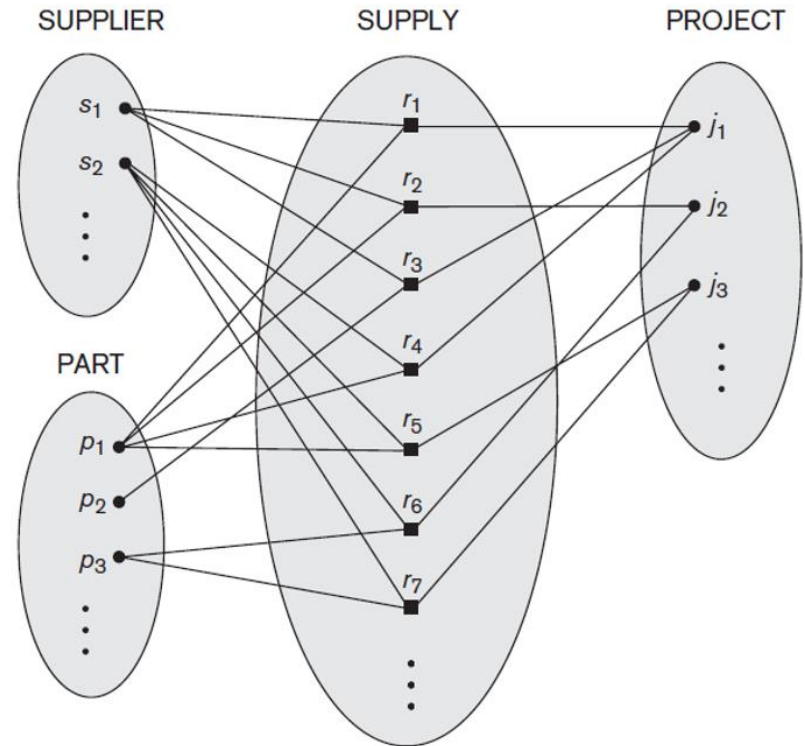 SUPPLIER
SUPPLY
PROJECT
s1
s2
PART
p1
p2
p3
r1
r2
r3
r4
r5
r6
r7
j1
j2
j3